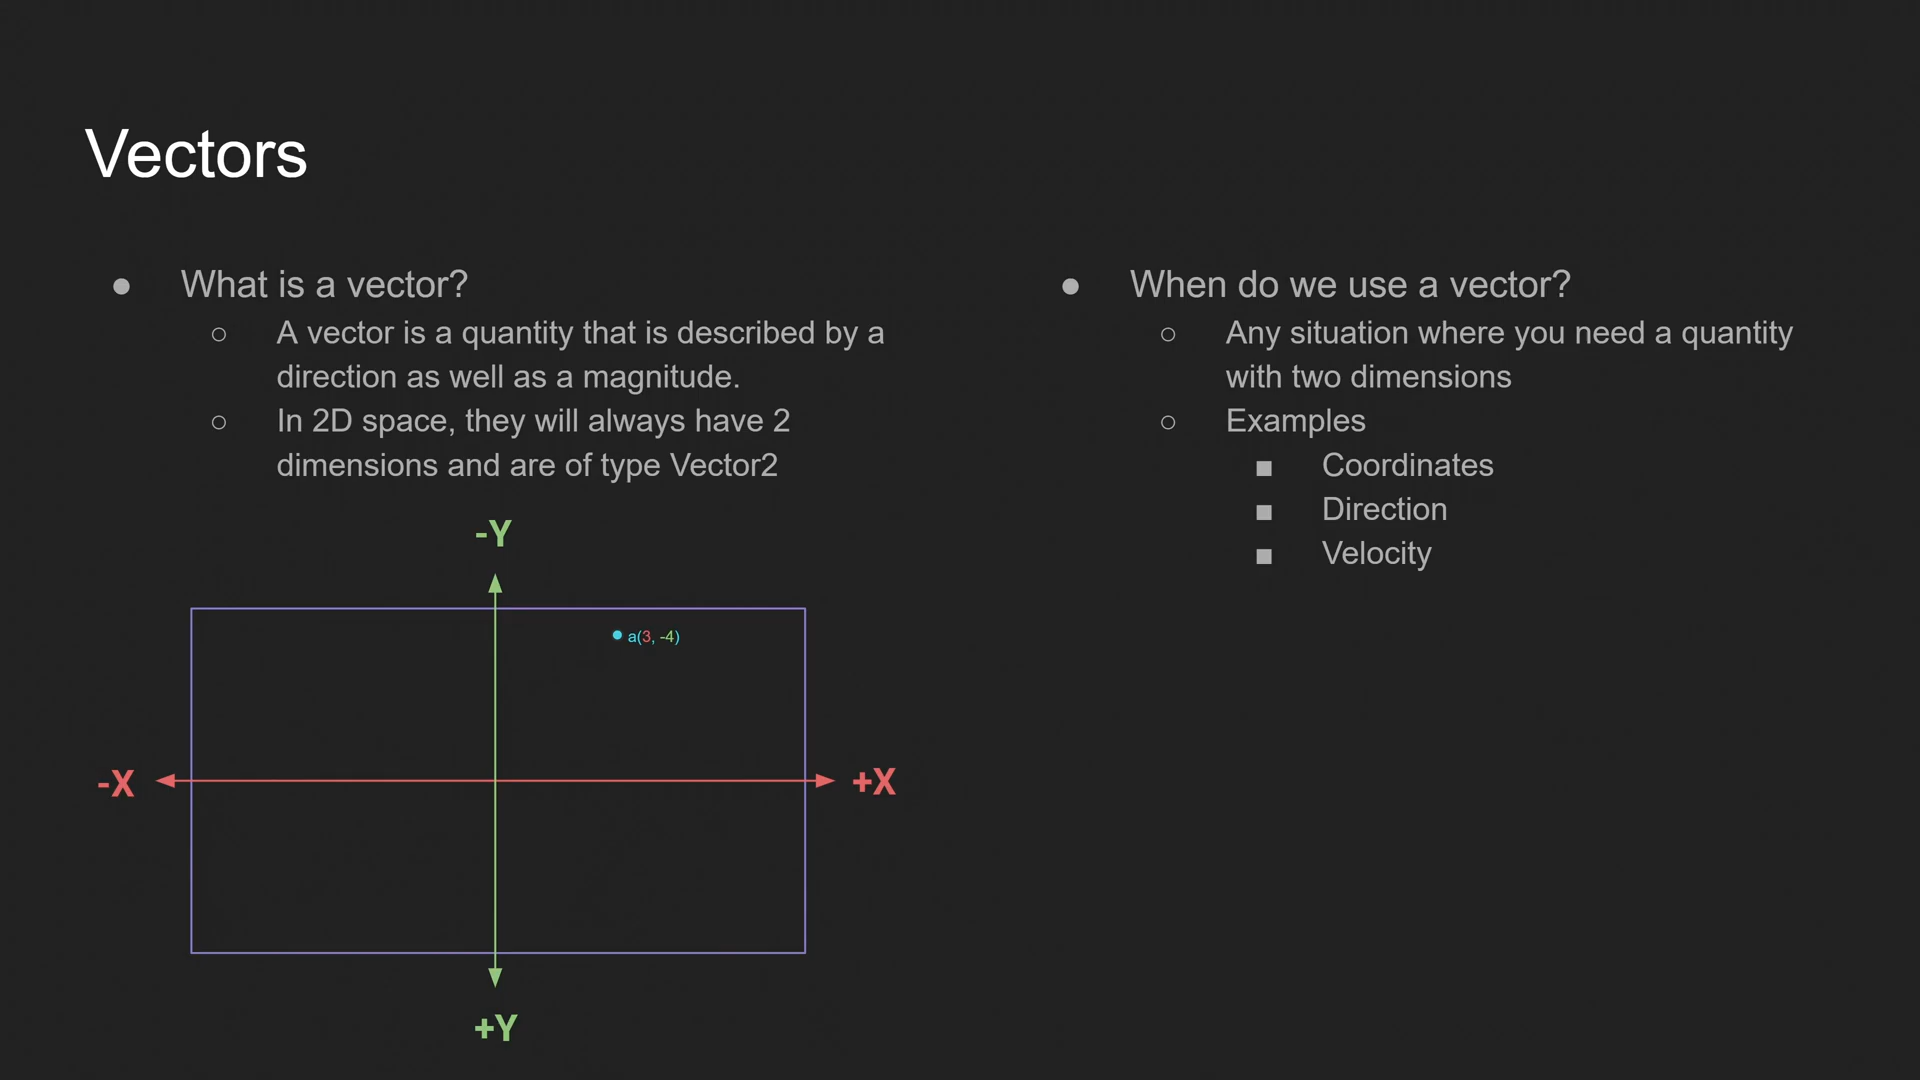 Vectors
● What is a vector?
○ A vector is a quantity that is described by a
direction as well as a magnitude.
○ In 2D space, they will always have 2
dimensions and are of type Vector2
-Y
a(3, -4)
-X
+X
+Y
● When do we use a vector?
○ Any situation where you need a quantity
with two dimensions
○ Examples
■ Coordinates
■ Direction
■ Velocity